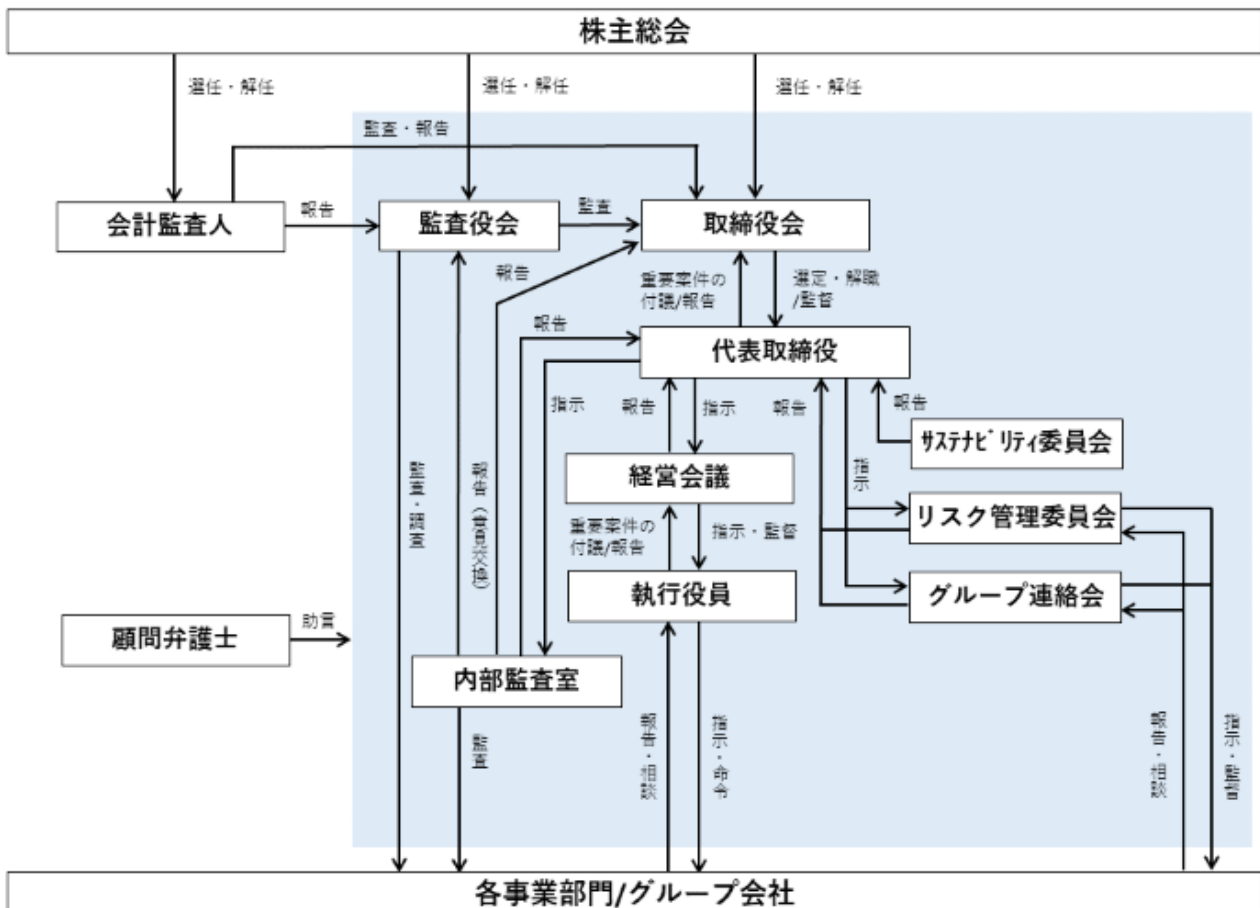 株主総会
選任・解任
選任・解任
選任・解任
監査・報告
会計監査人
報告
監査役会
監査
取締役会
報告
重要案件の
付議/報告
選定・解職
/監督
報告
代表取締役
指示
報告
指示
報告
報告
サステナビリティ委員会
経営会議
指示
監査・調査
報告(意見交換)
リスク管理委員会
重要案件の
付議/報告
指示・監督
執行役員
グループ連絡会
顧問弁護士
助言
内部監査室
監査
報告・相談
指示・命令
報告・相談
指示・監督
各事業部門/グループ会社